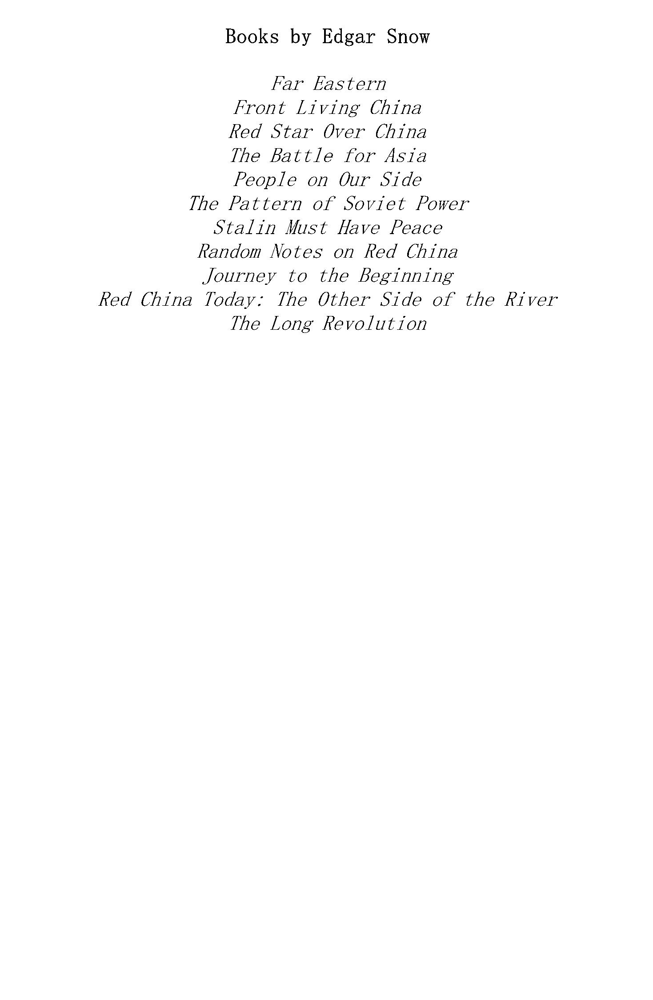 Books by Edgar Snow
Far Eastern
Front Living China
Red Star Over China
The Battle for Asia
People on Our Side
The Pattern of Soviet Power
Stalin Must Have Peace
Random Notes on Red China
Journey to the Beginning
Red China Today: The Other Side of the River
The Long Revolution